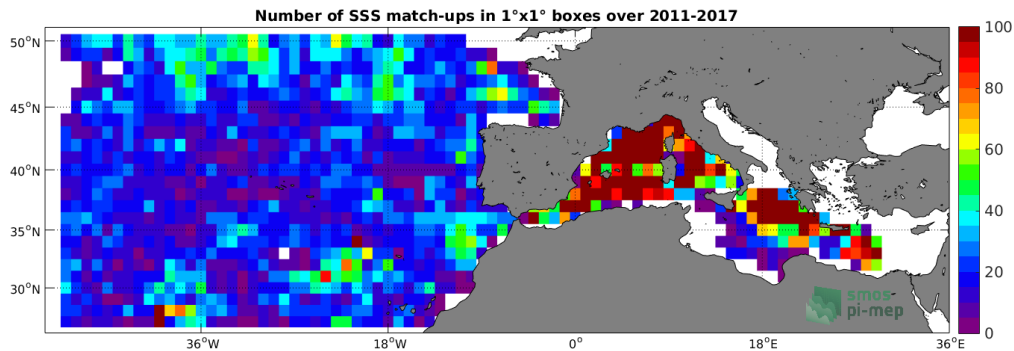 Number of SSS match-ups in 1°x1° boxes over 2011-2017
50°N
45°N
40°N
35°N
30°N
36°W
18°W
0°
18°E
36°E
100
80
60
40
20
0
smos
pi-mep